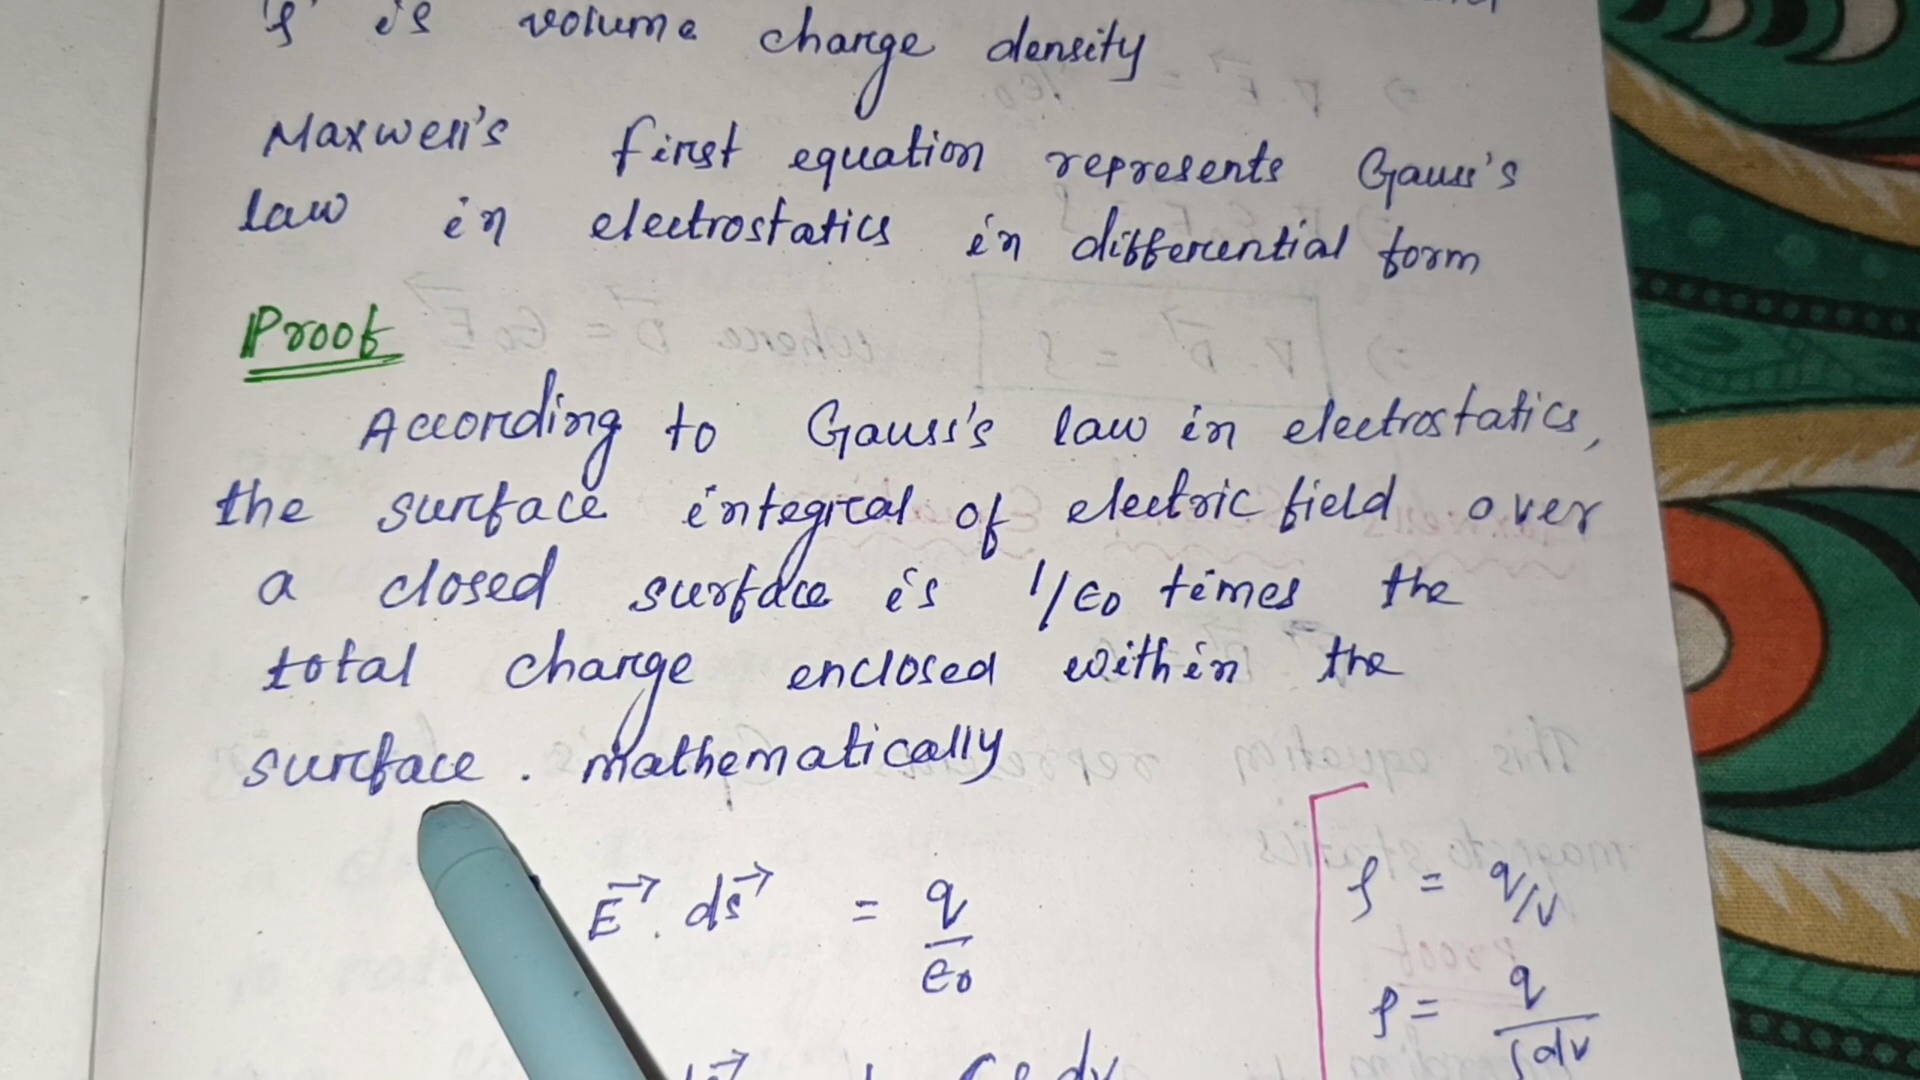 'ρ' is volume charge density
Maxwell's first equation represents Gauss's
law in electrostatics in differential form
Proof
According to Gauss's law in electrostatics,
the surface integral of electric field over
a closed surface is 1/ϵ0 times the
total charge enclosed within the
surface. mathematically
E⃗ . ds⃗ = q/ϵ0
ρ = q/v
ρ = q/∫dv